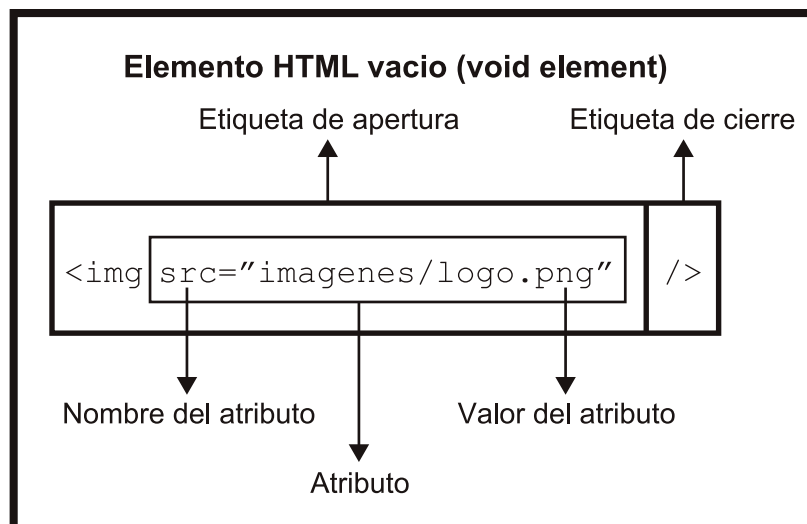 Elemento HTML vacio (void element)
Etiqueta de apertura Etiqueta de cierre
<img src=”imagenes/logo.png” />
Nombre del atributo Valor del atributo
Atributo